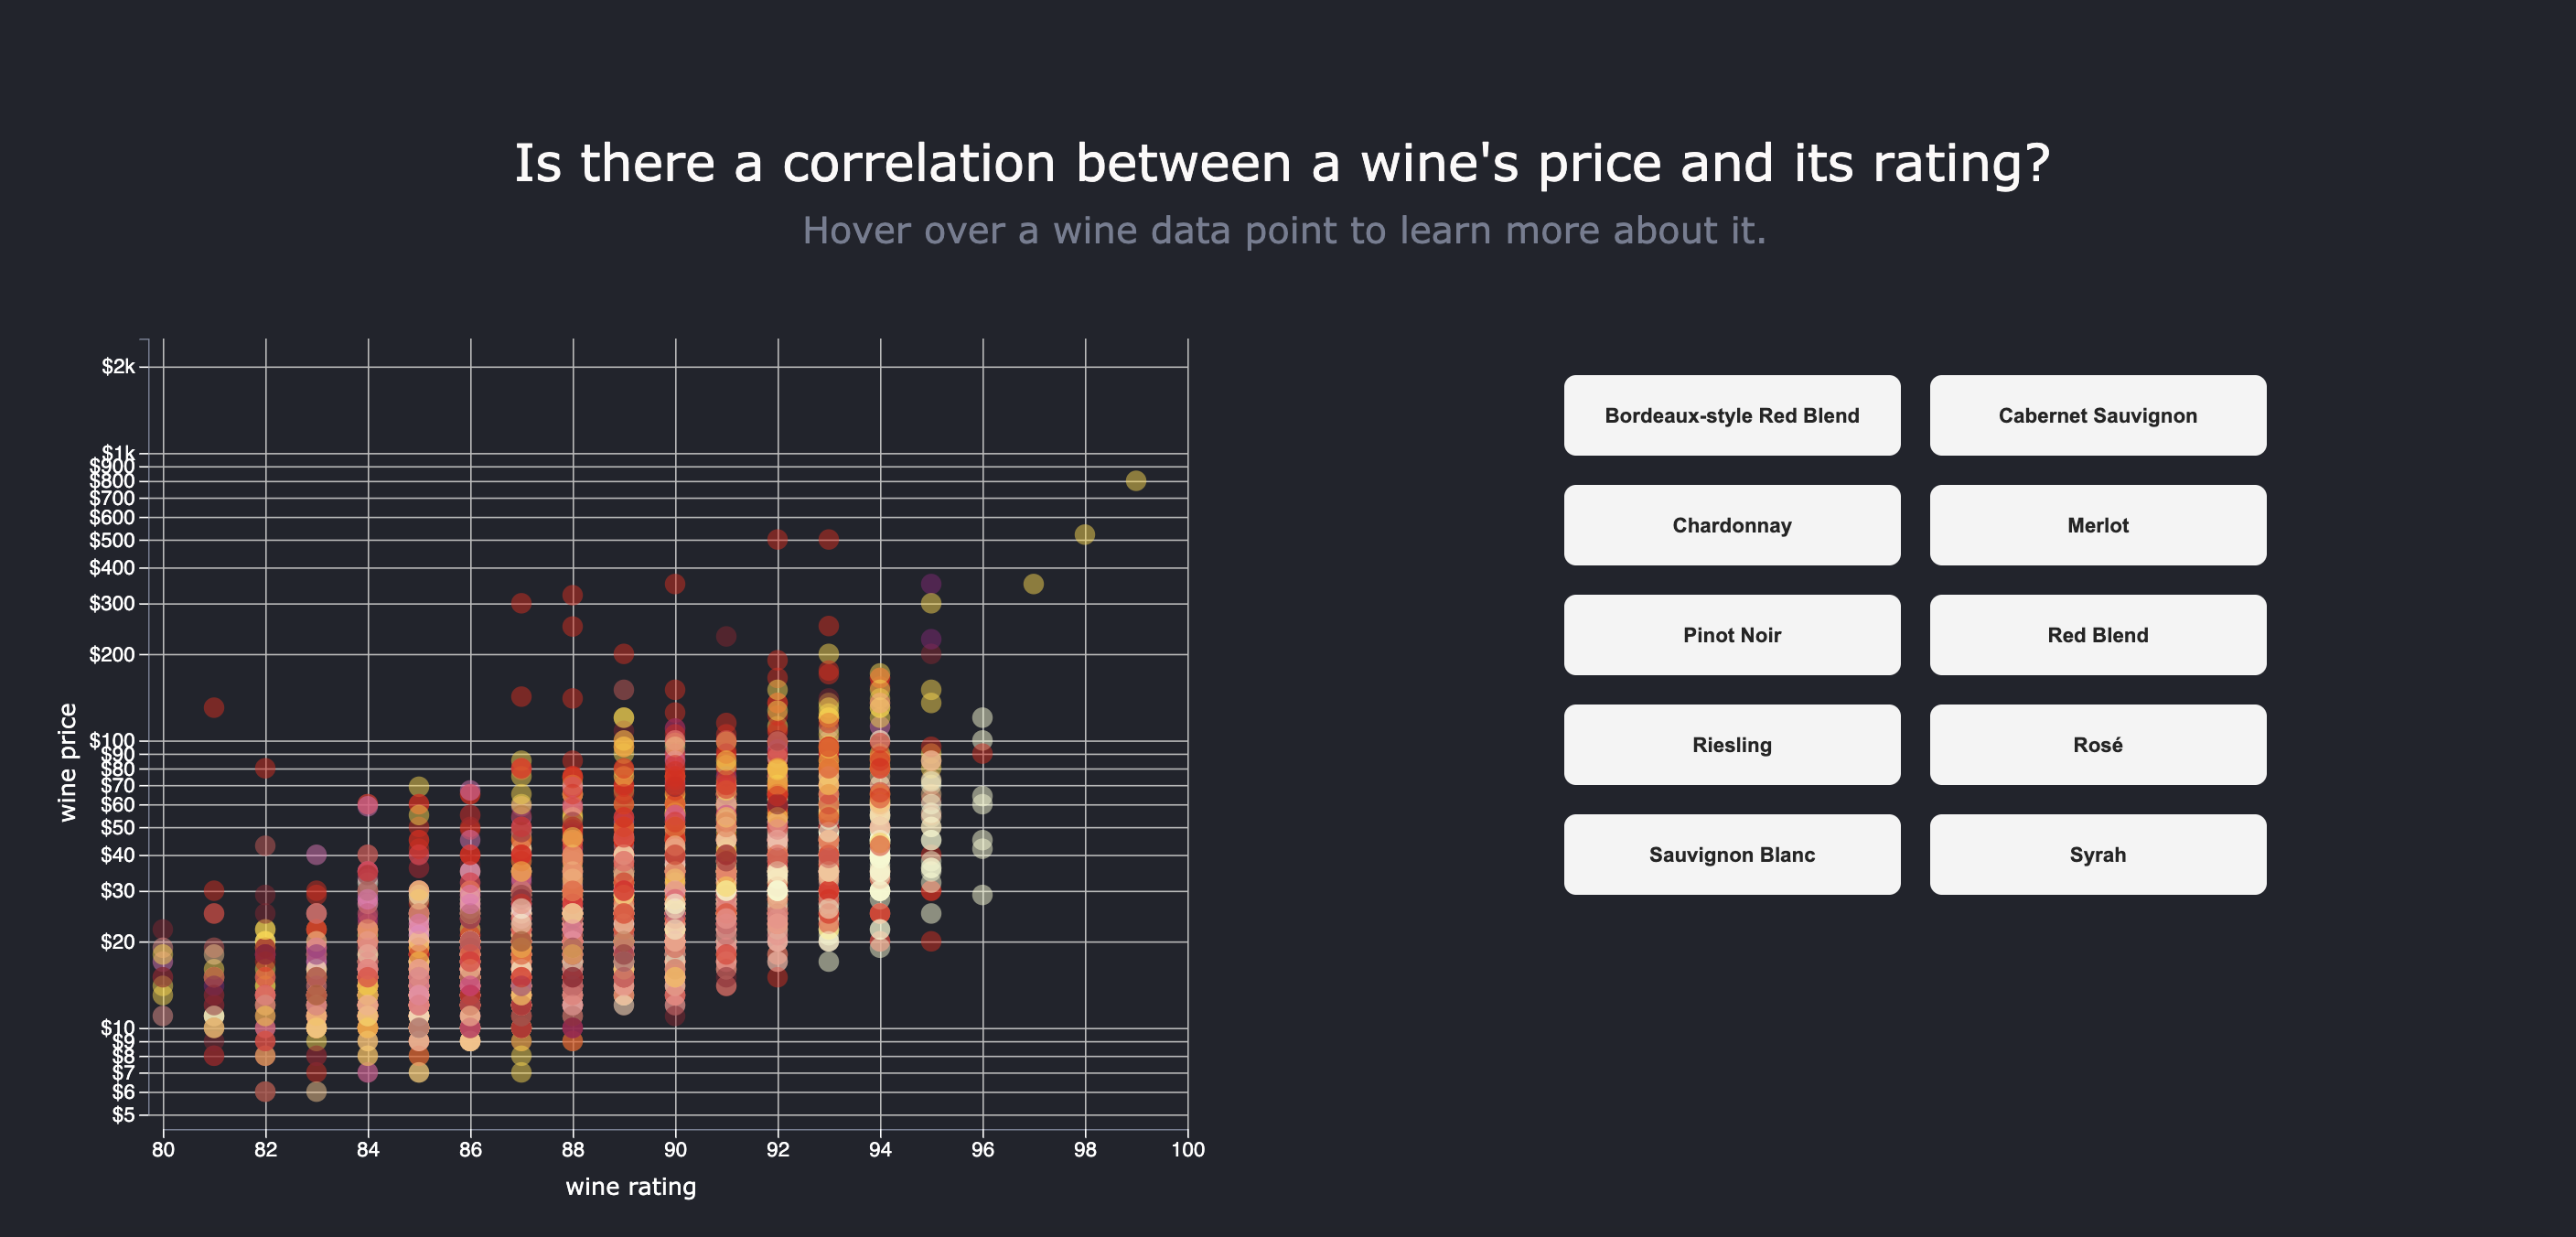 Is there a correlation between a wine's price and its rating?
Hover over a wine data point to learn more about it.
$2k
$1k
$900
$800
$700
$600
$500
$400
$300
$200
$100
$90
$80
$70
$60
$50
$40
$30
$20
$10
$9
$8
$7
$6
$5
wine price
80 82 84 86 88 90 92 94 96 98 100
wine rating
Bordeaux-style Red Blend Cabernet Sauvignon
Chardonnay Merlot
Pinot Noir Red Blend
Riesling Rosé
Sauvignon Blanc Syrah